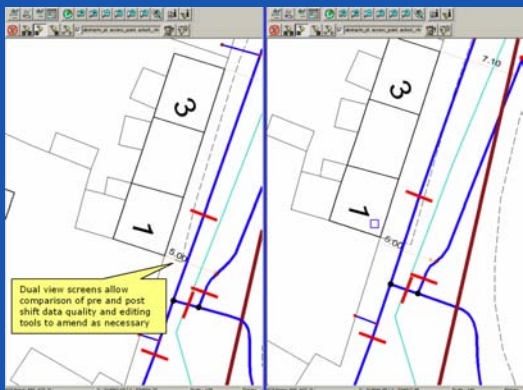 3
1
5.00
Dual view screens allow
comparison of pre and post
shift data quality and editing
tools to amend as necessary
7.10
3
1
5.00